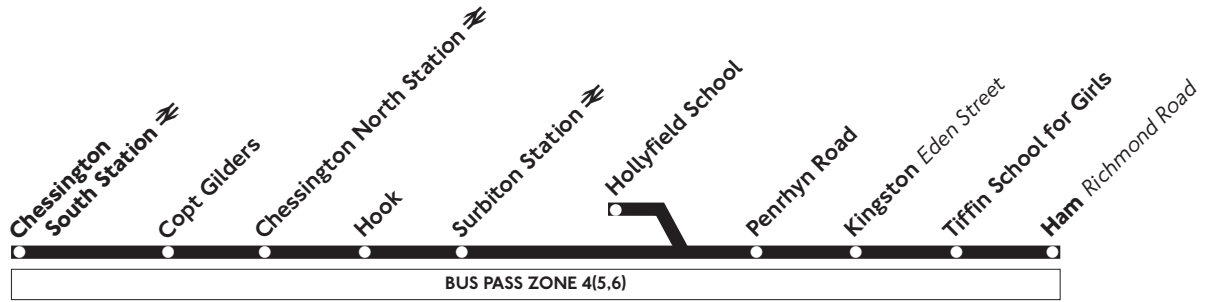 Chessington
South Station
Copt Gilders
Chessington North Station
Hook
Surbiton Station
Hollyfield School
Penrhyn Road
Kingston Eden Street
Tiffin School for Girls
Ham Richmond Road
BUS PASS ZONE 4(5,6)